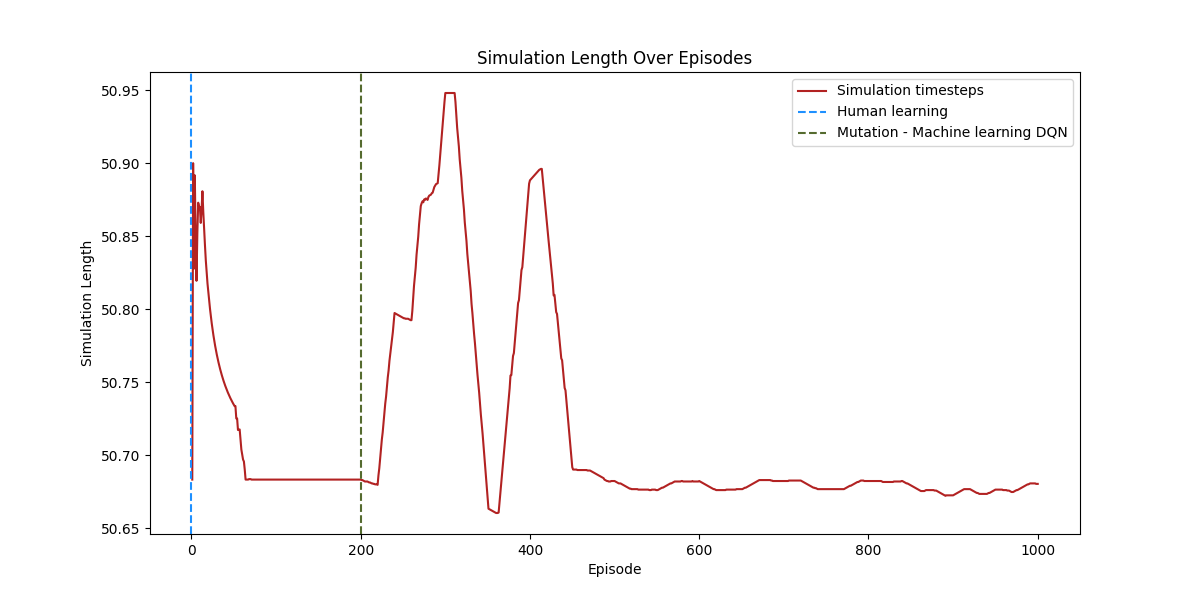 Simulation Length Over Episodes
Simulation timesteps
Human learning
Mutation - Machine learning DQN
Simulation Length
50.95
50.90
50.85
50.80
50.75
50.70
50.65
0 200 400 600 800 1000
Episode